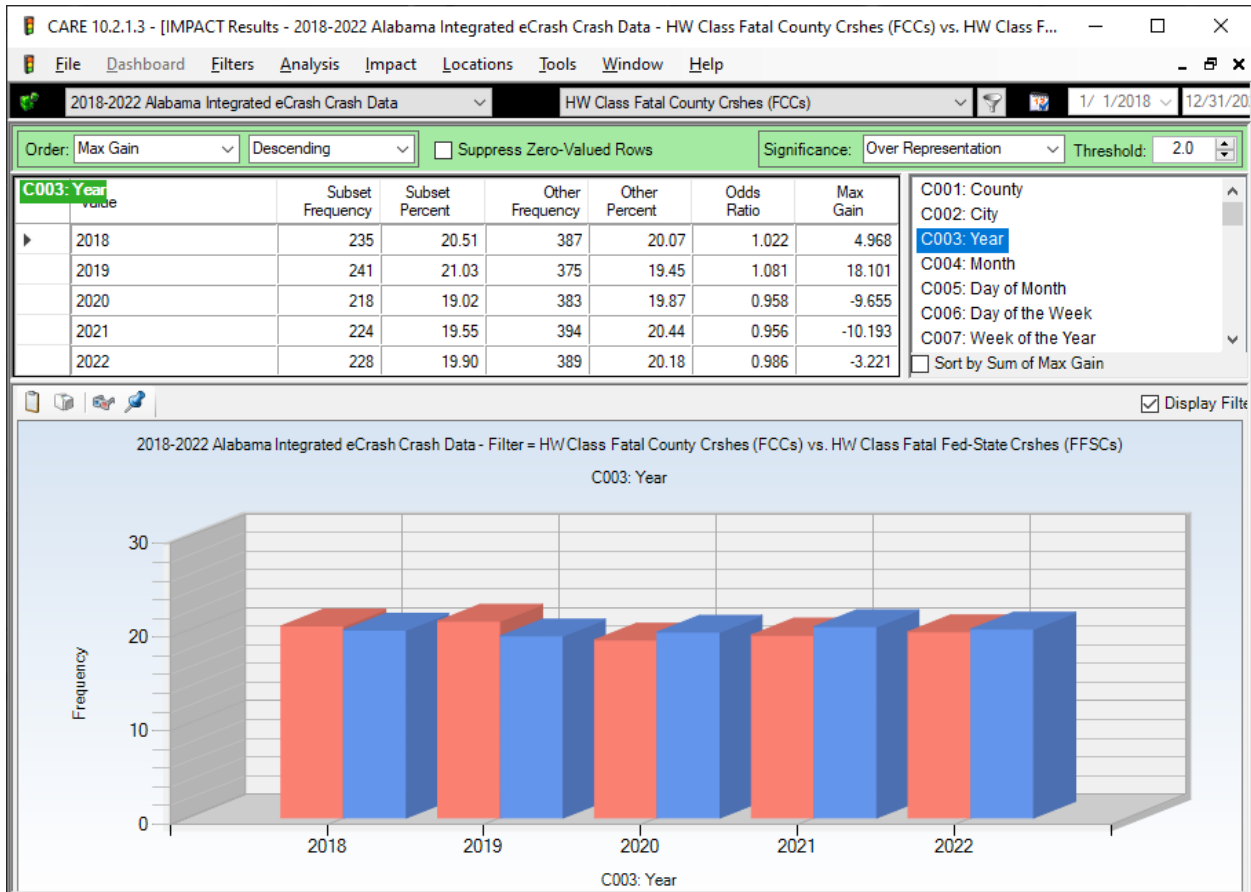 CARE 10.2.1.3 - [IMPACT Results - 2018-2022 Alabama Integrated eCrash Crash Data - HW Class Fatal County Crshes (FCCs) vs. HW Class F...
File Dashboard Filters Analysis Impact Locations Tools Window Help
2018-2022 Alabama Integrated eCrash Crash Data HW Class Fatal County Crshes (FCCs) 1/ 1/2018 12/31/20
Order: Max Gain Descending Suppress Zero-Valued Rows Significance: Over Representation Threshold: 2.0
C003: Year Value Subset Frequency Subset Percent Other Frequency Other Percent Odds Ratio Max Gain
2018 235 20.51 387 20.07 1.022 4.968
2019 241 21.03 375 19.45 1.081 18.101
2020 218 19.02 383 19.87 0.958 -9.655
2021 224 19.55 394 20.44 0.956 -10.193
2022 228 19.90 389 20.18 0.986 -3.221
C001: County
C002: City
C003: Year
C004: Month
C005: Day of Month
C006: Day of the Week
C007: Week of the Year
Sort by Sum of Max Gain
Display Filte
2018-2022 Alabama Integrated eCrash Crash Data - Filter = HW Class Fatal County Crshes (FCCs) vs. HW Class Fatal Fed-State Crshes (FFSCs)
C003: Year
30
20
10
0
Frequency
2018 2019 2020 2021 2022
C003: Year